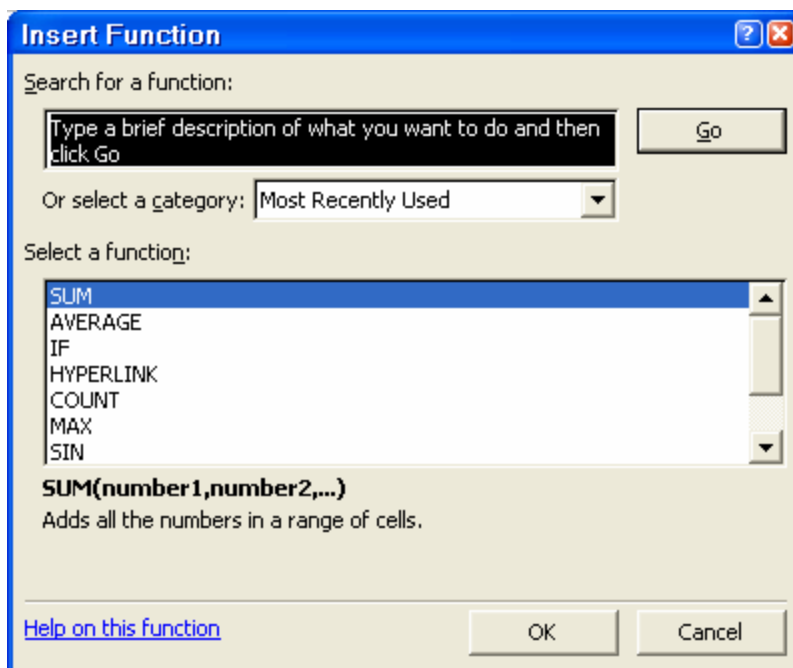 Insert Function
Search for a function:
Type a brief description of what you want to do and then
click Go
Go
Or select a category: Most Recently Used
Select a function:
SUM
AVERAGE
IF
HYPERLINK
COUNT
MAX
SIN
SUM(number1,number2,...)
Adds all the numbers in a range of cells.
Help on this function
OK
Cancel